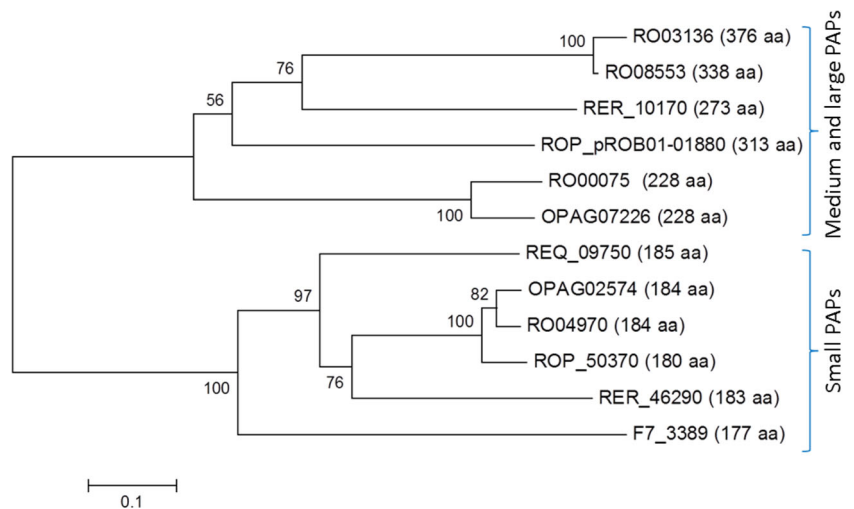 100
RO03136 (376 aa)
RO08553 (338 aa)
76
RER_10170 (273 aa)
56
ROP_pROB01-01880 (313 aa)
RO00075 (228 aa)
100
OPAG07226 (228 aa)
Medium and large PAPs
REQ_09750 (185 aa)
97
OPAG02574 (184 aa)
82
100
RO04970 (184 aa)
ROP_50370 (180 aa)
76
RER_46290 (183 aa)
100
F7_3389 (177 aa)
Small PAPs
0.1